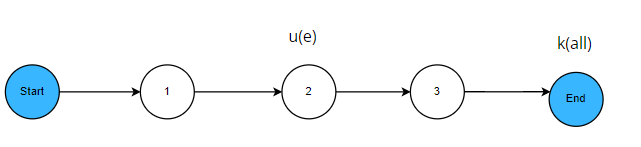 u(e)
k(all)
Start
1
2
3
End